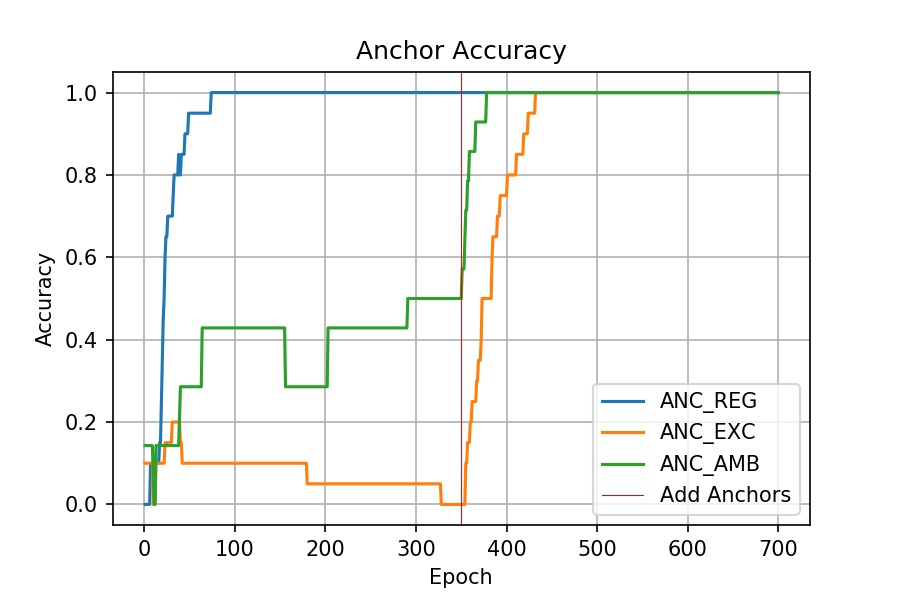 Anchor Accuracy
Accuracy
1.0
0.8
0.6
0.4
0.2
0.0
ANC_REG
ANC_EXC
ANC_AMB
Add Anchors
0 100 200 300 400 500 600 700
Epoch